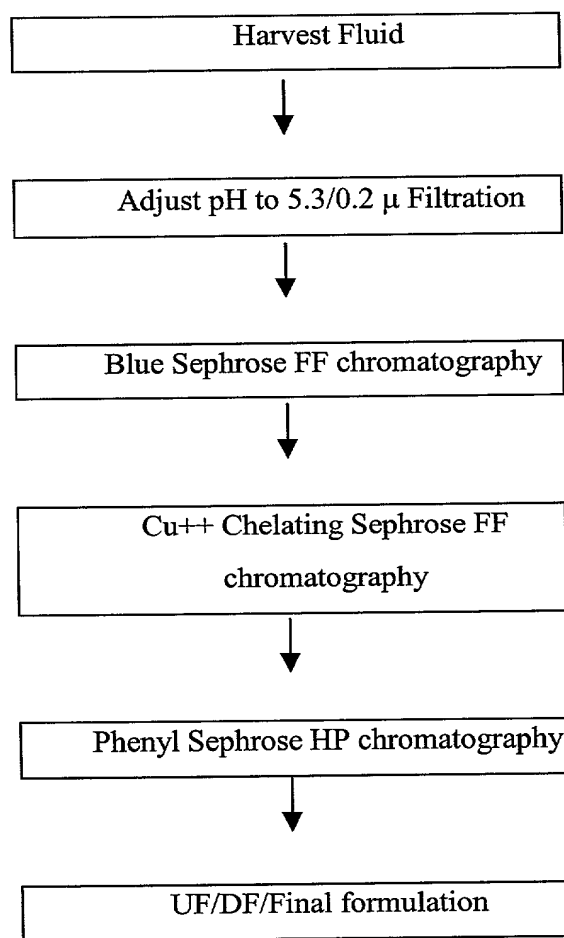 Harvest Fluid
Adjust pH to 5.3/0.2 μ Filtration
Blue Sephrose FF chromatography
Cu++ Chelating Sephrose FF
chromatography
Phenyl Sephrose HP chromatography
UF/DF/Final formulation